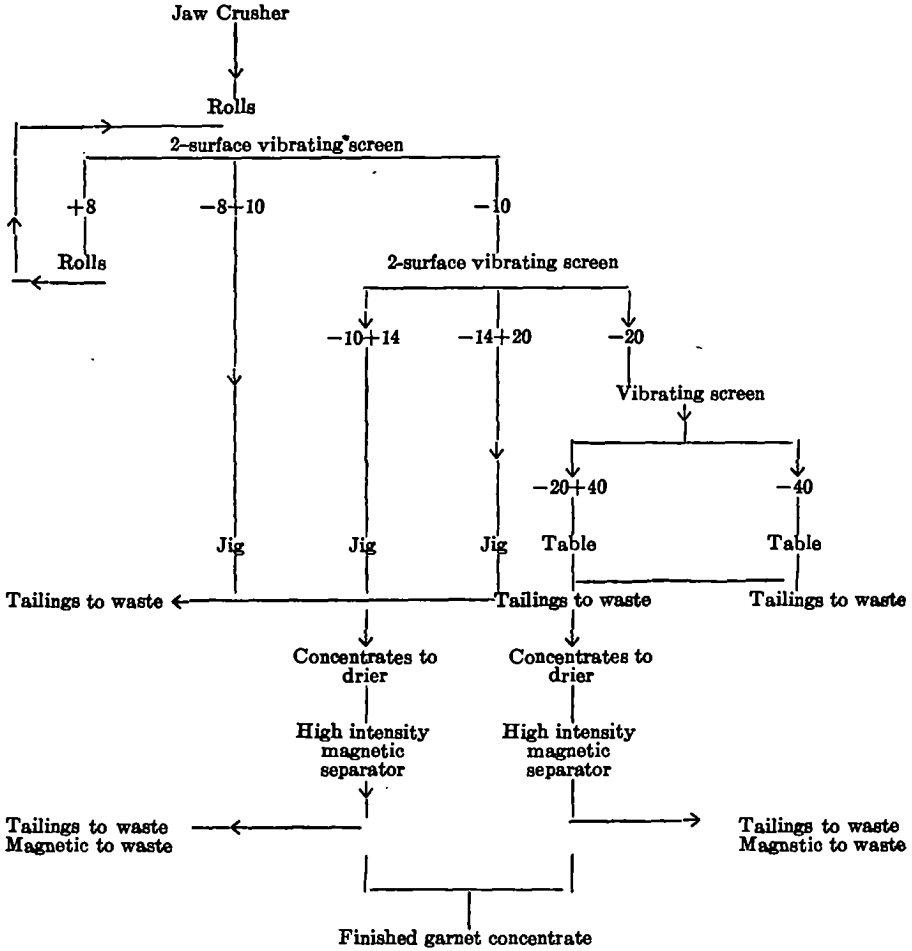 Jaw Crusher
Rolls
2-surface vibrating screen
+8
−8+10
−10
Rolls
2-surface vibrating screen
−10+14
−14+20
−20
Vibrating screen
−20+40
−40
Jig
Jig
Jig
Table
Table
Tailings to waste
Tailings to waste
Tailings to waste
Concentrates to
drier
Concentrates to
drier
High intensity
magnetic
separator
High intensity
magnetic
separator
Tailings to waste
Magnetic to waste
Tailings to waste
Magnstic to waste
Finished garnet concentrate